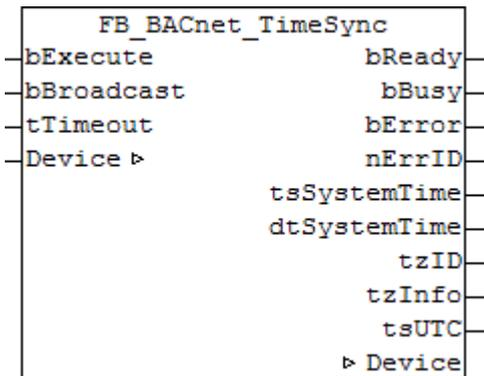 FB_BACnet_TimeSync
bExecute bReady
bBroadcast bBusy
tTimeout bError
Device ▷ nErrID
tsSystemTime
dtSystemTime
tzID
tzInfo
tsUTC
▷ Device